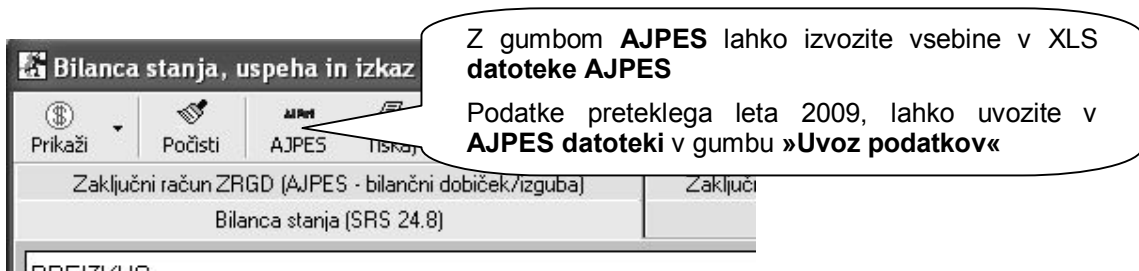 Z gumbom AJPES lahko izvozite vsebine v XLS
datoteke AJPES
Podatke preteklega leta 2009, lahko uvozite v
AJPES datoteki v gumbu »Uvoz podatkov«
Bilanca stanja, uspeha in izkaz
Prikaži Počisti AJPES
Zaključni račun ZRGD (AJPES - bilančni dobiček/izguba)
Bilanca stanja (SRS 24.8)